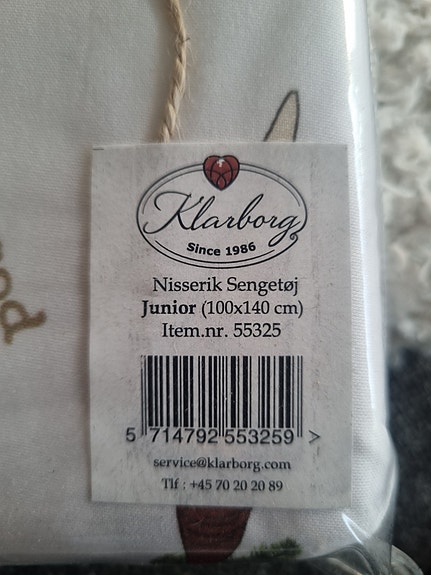 Klarborg
Since 1986
Nisserik Sengetøj
Junior (100x140 cm)
Item.nr. 55325
5 714792 553259 >
service@klarborg.com
Tlf : +45 70 20 20 89